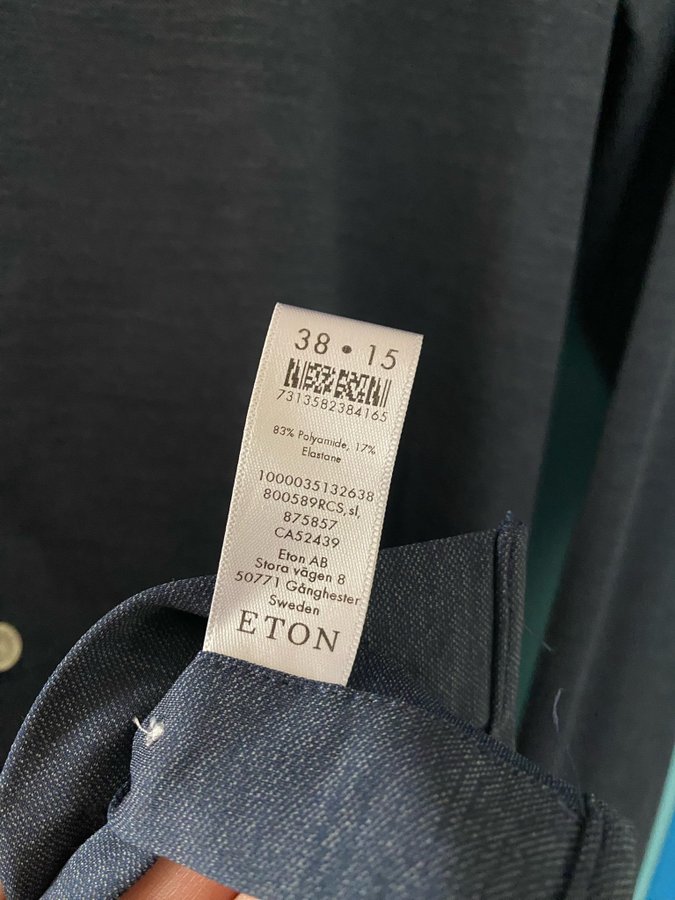 38 • 15
7313582384165
83% Polyamide, 17%
Elastane
1000035132638
800589RCS,sl,
875857
CA52439
Eton AB
Stora vägen 8
50771 Gånghester
Sweden
ETON